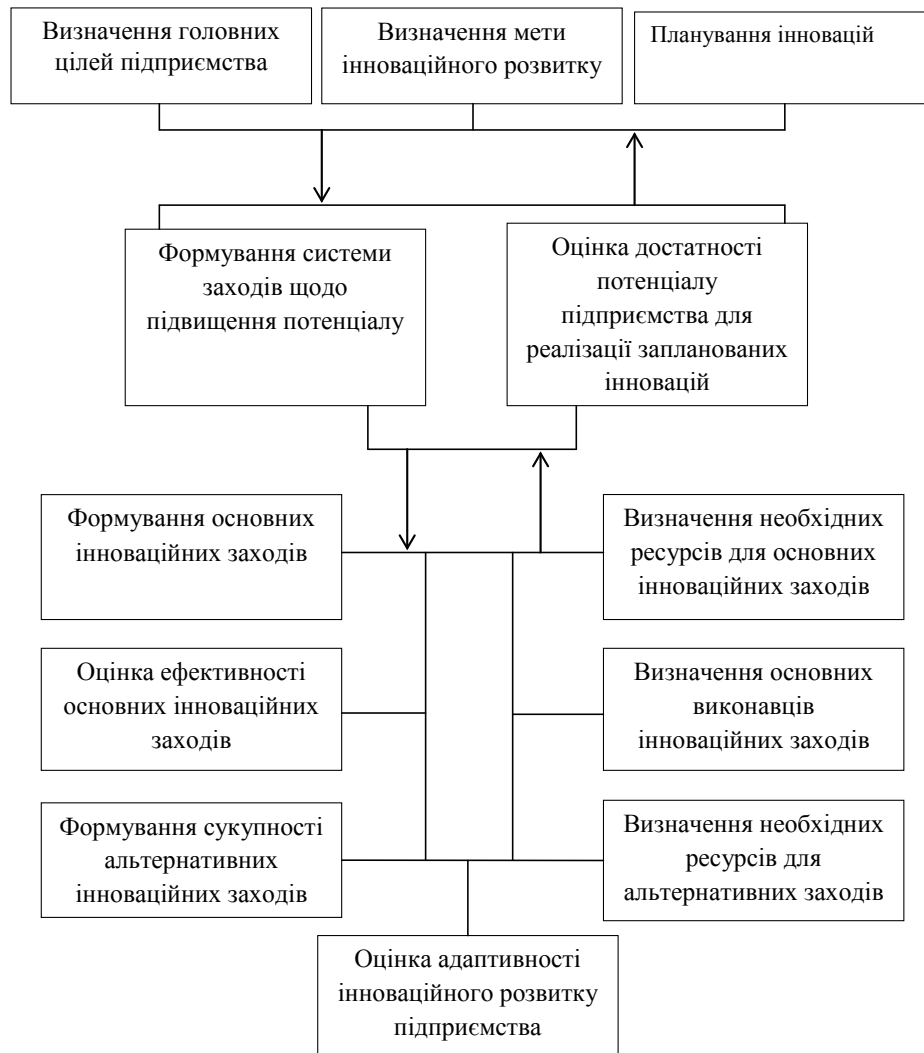 Визначення головних
цілей підприємства
Визначення мети
інноваційного розвитку
Планування інновацій
Формування системи
заходів щодо
підвищення потенціалу
Оцінка достатності
потенціалу
підприємства для
реалізації запланованих
інновацій
Формування основних
інноваційних заходів
Визначення необхідних
ресурсів для основних
інноваційних заходів
Оцінка ефективності
основних інноваційних
заходів
Визначення основних
виконавців
інноваційних заходів
Формування сукупності
альтернативних
інноваційних заходів
Визначення необхідних
ресурсів для
альтернативних заходів
Оцінка адаптивності
інноваційного розвитку
підприємства